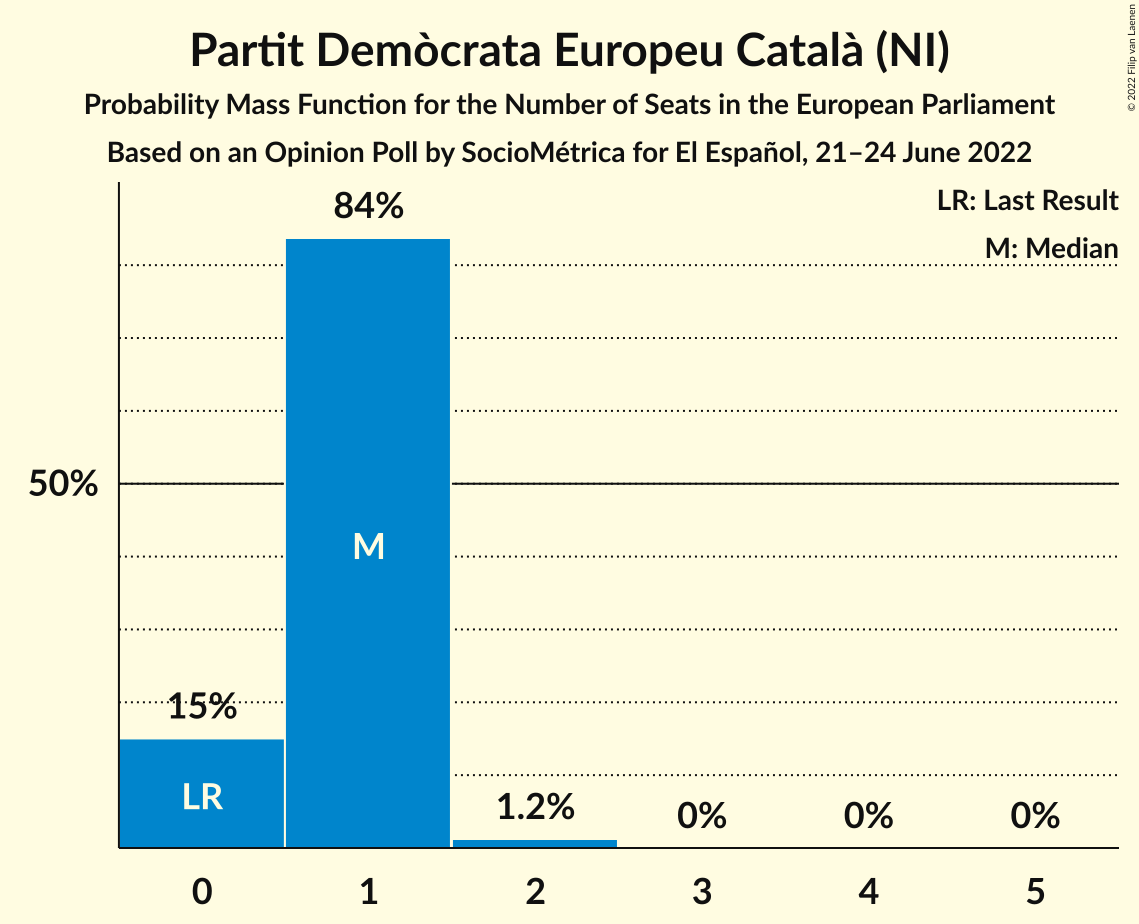 Partit Demòcrata Europeu Català (NI)
Probability Mass Function for the Number of Seats in the European Parliament
Based on an Opinion Poll by SocioMétrica for El Español, 21–24 June 2022
© 2022 Filip van Laenen
LR: Last Result
M: Median
84%
50%
M
15%
LR
1.2%
0%
0%
0%
0
1
2
3
4
5